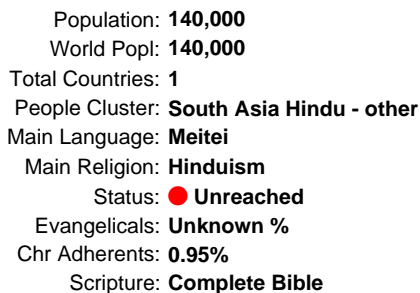 Population: 140,000
World Popl: 140,000
Total Countries: 1
People Cluster: South Asia Hindu - other
Main Language: Meitei
Main Religion: Hinduism
Status: Unreached
Evangelicals: Unknown %
Chr Adherents: 0.95%
Scripture: Complete Bible